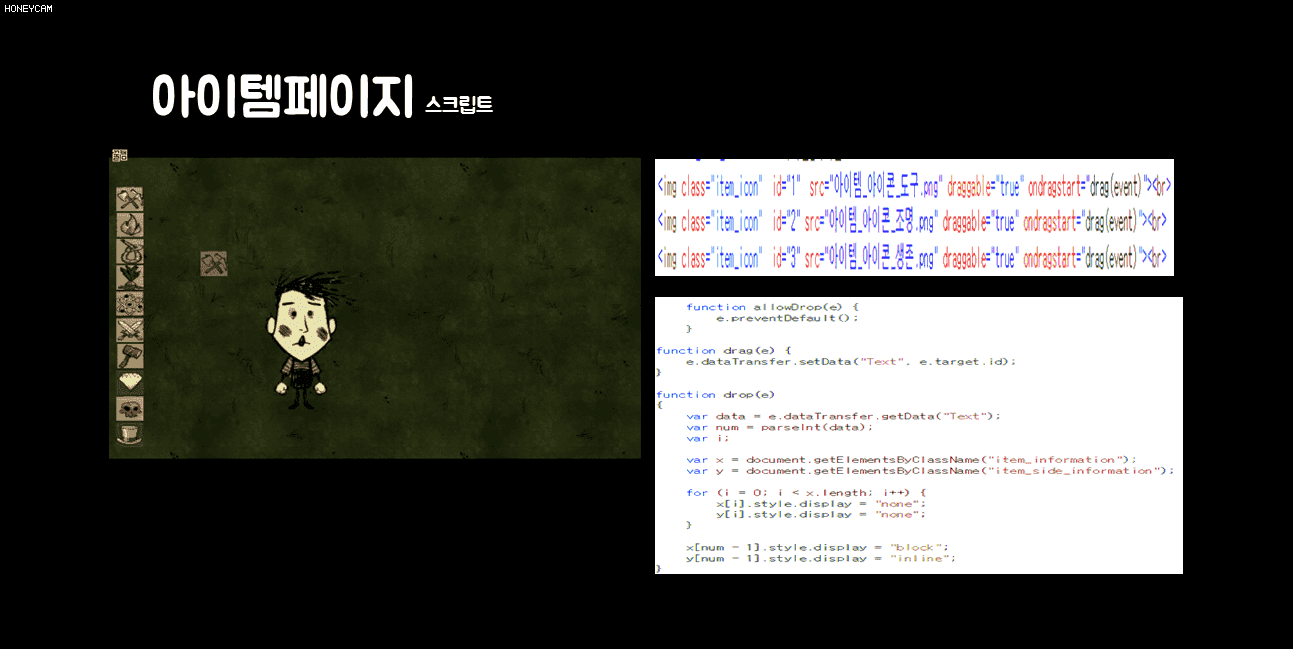 HONEYCAM
아이템페이지 스크립트
<img class="item_icon" id="1" src="아이템_아이콘_도구.png" draggable="true" ondragstart="drag(event)"><br>
<img class="item_icon" id="2" src="아이템_아이콘_조명.png" draggable="true" ondragstart="drag(event)"><br>
<img class="item_icon" id="3" src="아이템_아이콘_생존.png" draggable="true" ondragstart="drag(event)"><br>
function allowDrop(e) {
e.preventDefault();
}
function drag(e) {
e.dataTransfer.setData("Text", e.target.id);
}
function drop(e)
{
var data = e.dataTransfer.getData("Text");
var num = parseInt(data);
var i;
var x = document.getElementsByClassName("item_information");
var y = document.getElementsByClassName("item_side_information");
for (i = 0; i < x.length; i++) {
x[i].style.display = "none";
y[i].style.display = "none";
}
x[num - 1].style.display = "block";
y[num - 1].style.display = "inline";
}